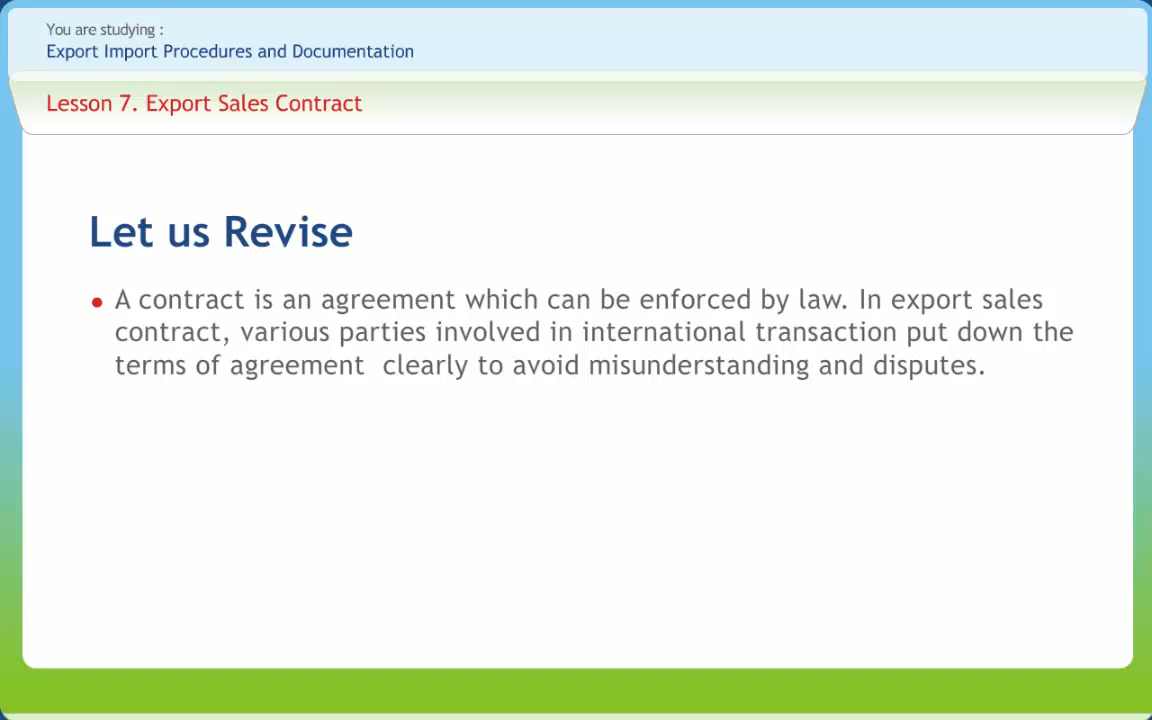 You are studying :
Export Import Procedures and Documentation
Lesson 7. Export Sales Contract
Let us Revise
• A contract is an agreement which can be enforced by law. In export sales
contract, various parties involved in international transaction put down the
terms of agreement  clearly to avoid misunderstanding and disputes.